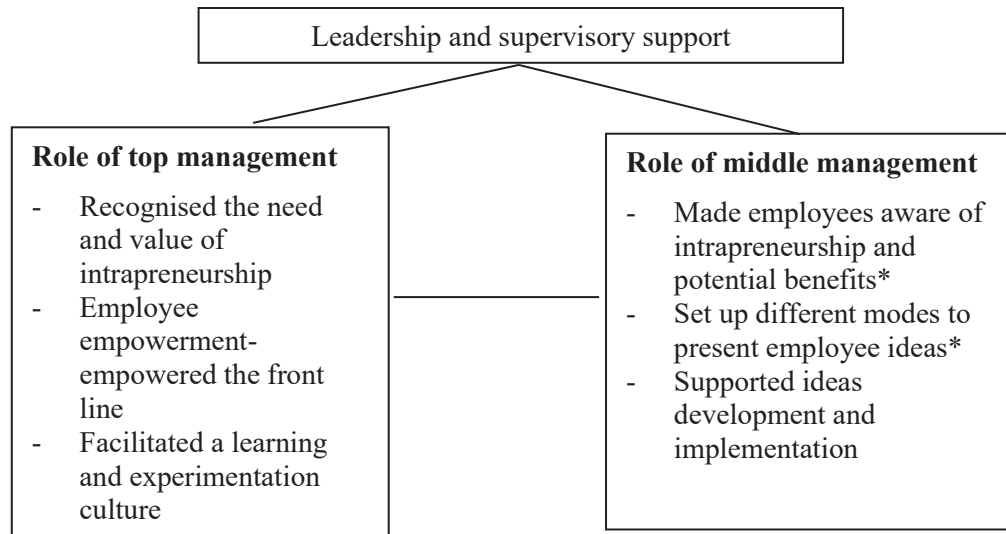 Leadership and supervisory support
Role of top management
- Recognised the need
and value of
intrapreneurship
- Employee
empowerment-
empowered the front
line
- Facilitated a learning
and experimentation
culture
Role of middle management
- Made employees aware of
intrapreneurship and
potential benefits*
- Set up different modes to
present employee ideas*
- Supported ideas
development and
implementation